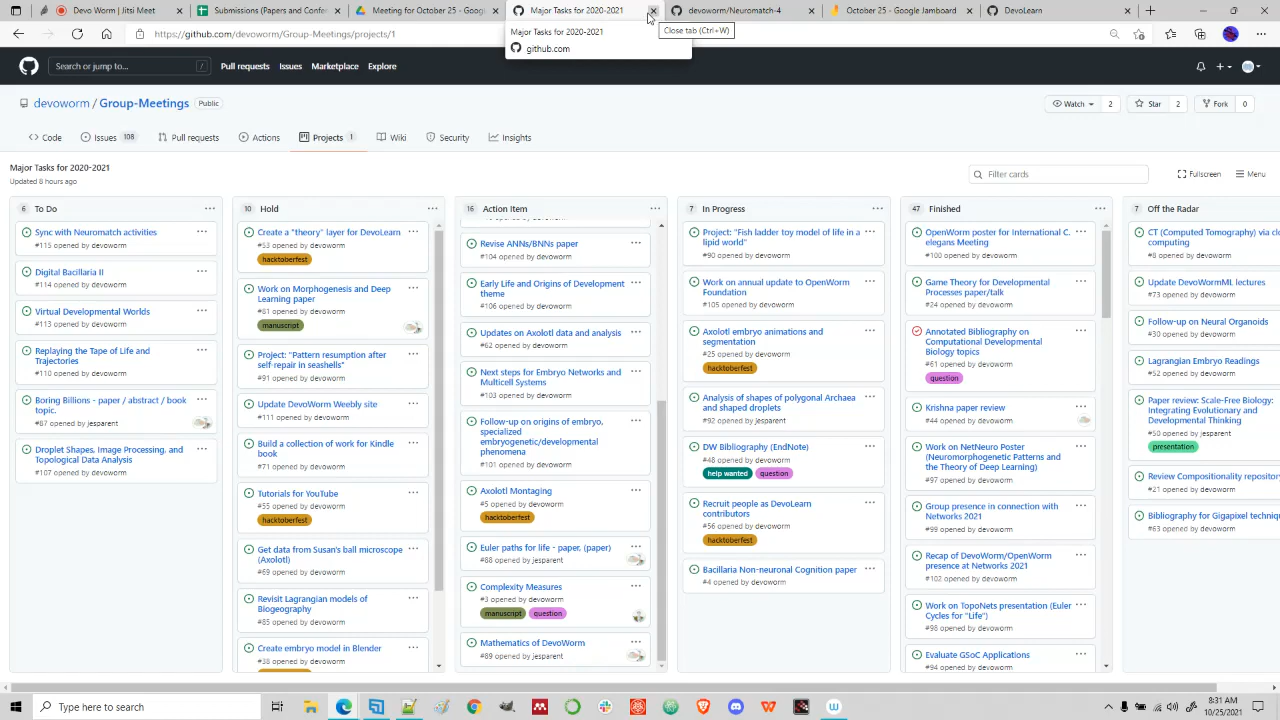 DevoWorm | Jitsi Meet
Papers and Abstracts - Fa
Meeting October 25 - Goog
Major Tasks for 2020-2021
devoworm/Neuromatch-4
October 25 - Google Jamboard
DevoLearn
Close tab (Ctrl+W)
https://github.com/devoworm/Group-Meetings/projects/1
Major Tasks for 2020-2021
github.com
Search or jump to...
/
Pull requests
Issues
Marketplace
Explore
devoworm / Group-Meetings
Public
Watch
2
Star
2
Fork
0
Code
Issues
108
Pull requests
Actions
Projects
1
Wiki
Security
Insights
Major Tasks for 2020-2021
Updated 8 hours ago
Filter cards
Fullscreen
Menu
6 To Do
Sync with Neuromatch activities
#115 opened by devoworm
Digital Bacillaria II
#114 opened by devoworm
Virtual Developmental Worlds
#113 opened by devoworm
Replaying the Tape of Life and
Trajectories
#110 opened by devoworm
Boring Billions - paper / abstract / book
topic.
#87 opened by jesparent
Droplet Shapes, Image Processing, and
Topological Data Analysis
#107 opened by devoworm
10 Hold
Create a "theory" layer for DevoLearn
#53 opened by devoworm
hacktoberfest
Work on Morphogenesis and Deep
Learning paper
#81 opened by devoworm
manuscript
Project: "Pattern resumption after
self-repair in seashells"
#91 opened by devoworm
Update DevoWorm Weebly site
#111 opened by devoworm
Build a collection of work for Kindle
book
#71 opened by devoworm
Tutorials for YouTube
#55 opened by devoworm
hacktoberfest
Get data from Susan's ball microscope
(Axolotl)
#69 opened by devoworm
Revisit Lagrangian models of
Biogeography
#85 opened by devoworm
Create embryo model in Blender
#38 opened by devoworm
16 Action Item
Revise ANNs/BNNs paper
#104 opened by devoworm
Early Life and Origins of Development
theme
#106 opened by devoworm
Updates on Axolotl data and analysis
#62 opened by devoworm
Next steps for Embryo Networks and
Multicell Systems
#103 opened by devoworm
Follow-up on origins of embryo,
specialized
embryogenetic/developmental
phenomena
#101 opened by devoworm
Axolotl Montaging
#5 opened by devoworm
hacktoberfest
Euler paths for life - paper, (paper)
#88 opened by jesparent
Complexity Measures
#3 opened by devoworm
manuscript
question
Mathematics of DevoWorm
#89 opened by jesparent
7 In Progress
Project: "Fish ladder toy model of life in a
lipid world"
#90 opened by devoworm
Work on annual update to OpenWorm
Foundation
#105 opened by devoworm
Axolotl embryo animations and
segmentation
#25 opened by devoworm
hacktoberfest
Analysis of shapes of polygonal Archaea
and shaped droplets
#92 opened by jesparent
DW Bibliography (EndNote)
#48 opened by devoworm
help wanted
question
Recruit people as DevoLearn
contributors
#56 opened by devoworm
hacktoberfest
Bacillaria Non-neuronal Cognition paper
#4 opened by devoworm
47 Finished
OpenWorm poster for International C.
elegans Meeting
#100 opened by devoworm
Game Theory for Developmental
Processes paper/talk
#24 opened by devoworm
Annotated Bibliography on
Computational Developmental
Biology topics
#61 opened by devoworm
question
Krishna paper review
#44 opened by devoworm
Work on NetNeuro Poster
(Neuromorphogenetic Patterns and
the Theory of Deep Learning)
#97 opened by devoworm
Group presence in connection with
Networks 2021
#99 opened by devoworm
Recap of DevoWorm/OpenWorm
presence at Networks 2021
#102 opened by devoworm
Work on TopoNets presentation (Euler
Cycles for "Life")
#98 opened by devoworm
Evaluate GSoC Applications
#94 opened by devoworm
7 Off the Radar
CT (Computed Tomography) via clo
computing
#8 opened by devoworm
Update DevoWormML lectures
#73 opened by devoworm
Follow-up on Neural Organoids
#30 opened by devoworm
Lagrangian Embryo Readings
#52 opened by devoworm
Paper review: Scale-Free Biology:
Integrating Evolutionary and
Developmental Thinking
#50 opened by jesparent
presentation
Review Compositionality repository
#21 opened by devoworm
Bibliography for Gigapixel techniqu
#63 opened by devoworm
Type here to search
8:31 AM
10/25/2021